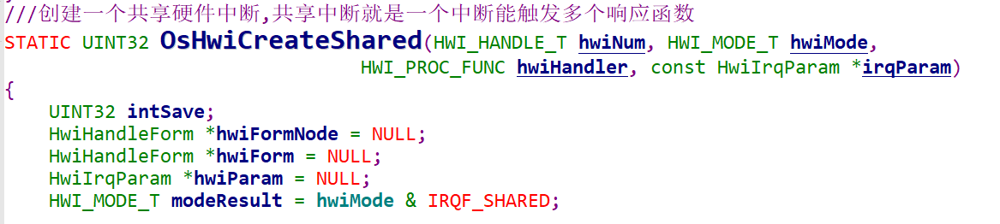 ///创建一个共享硬件中断,共享中断就是一个中断能触发多个响应函数
STATIC UINT32 OsHwiCreateShared(HWI_HANDLE_T hwiNum, HWI_MODE_T hwiMode,
HWI_PROC_FUNC hwiHandler, const HwiIrqParam *irqParam)
{
UINT32 intSave;
HwiHandleForm *hwiFormNode = NULL;
HwiHandleForm *hwiForm = NULL;
HwiIrqParam *hwiParam = NULL;
HWI_MODE_T modeResult = hwiMode & IRQF_SHARED;